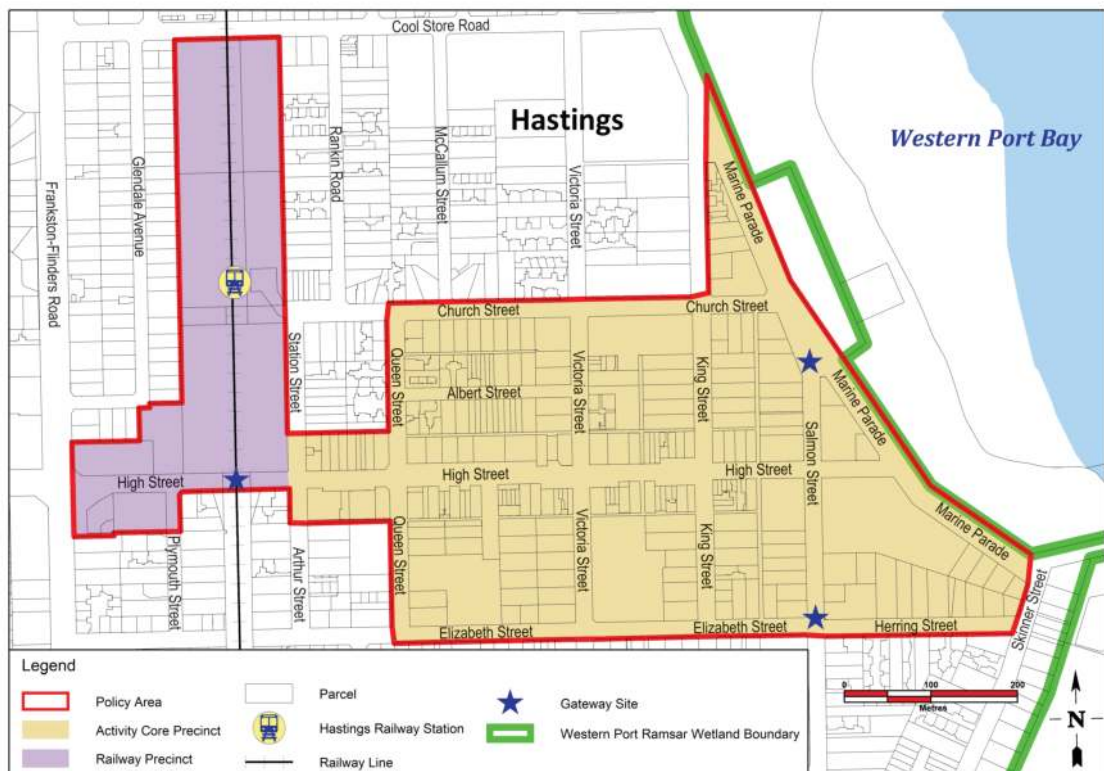 Cool Store Road
Hastings
Western Port Bay
Frankston-Flinders Road
Glendale Avenue
Rankin Road
McCallum Street
Victoria Street
Marine Parade
Church Street
Church Street
Station Street
Queen Street
Albert Street
Victoria Street
King Street
Marine Parade
Salmon Street
High Street
High Street
High Street
Plymouth Street
Arthur Street
Queen Street
Victoria Street
King Street
Marine Parade
Skinner Street
Elizabeth Street
Elizabeth Street
Herring Street
Legend
Policy Area
Activity Core Precinct
Railway Precinct
Parcel
Hastings Railway Station
Railway Line
Gateway Site
Western Port Ramsar Wetland Boundary
0 100 200
Metres
N